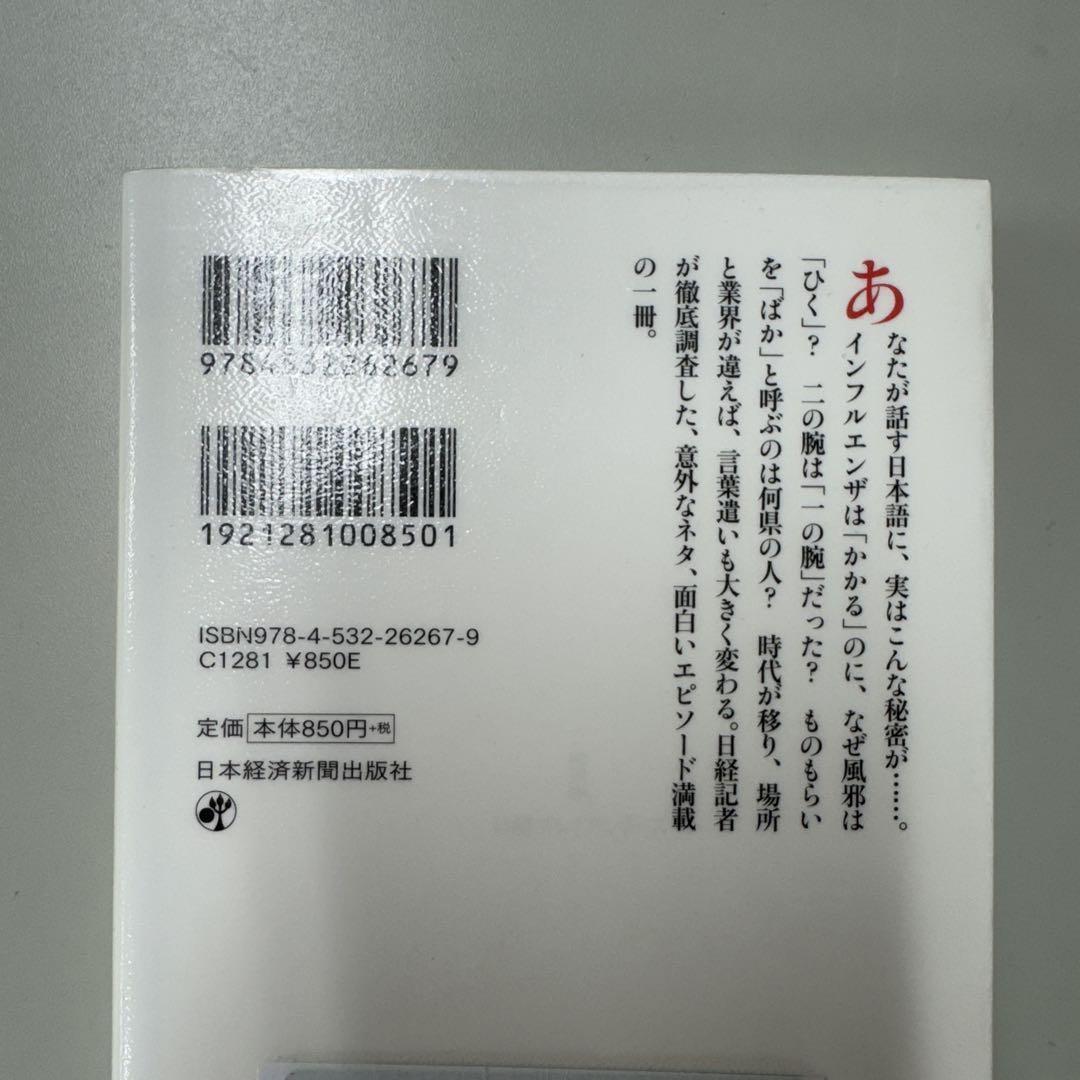 あなたが話す日本語に、実はこんな秘密が……。
インフルエンザは「かかる」のに、なぜ風邪は
「ひく」？　二の腕は「一の腕」だった？　ものもらい
を「ばか」と呼ぶのは何県の人？　時代が移り、場所
と業界が違えば、言葉遣いも大きく変わる。日経記者
が徹底調査した、意外なネタ、面白いエピソード満載
の一冊。
9784532262679
1921281008501
ISBN978-4-532-26267-9
C1281 ¥850E
定価 本体850円+税
日本経済新聞出版社